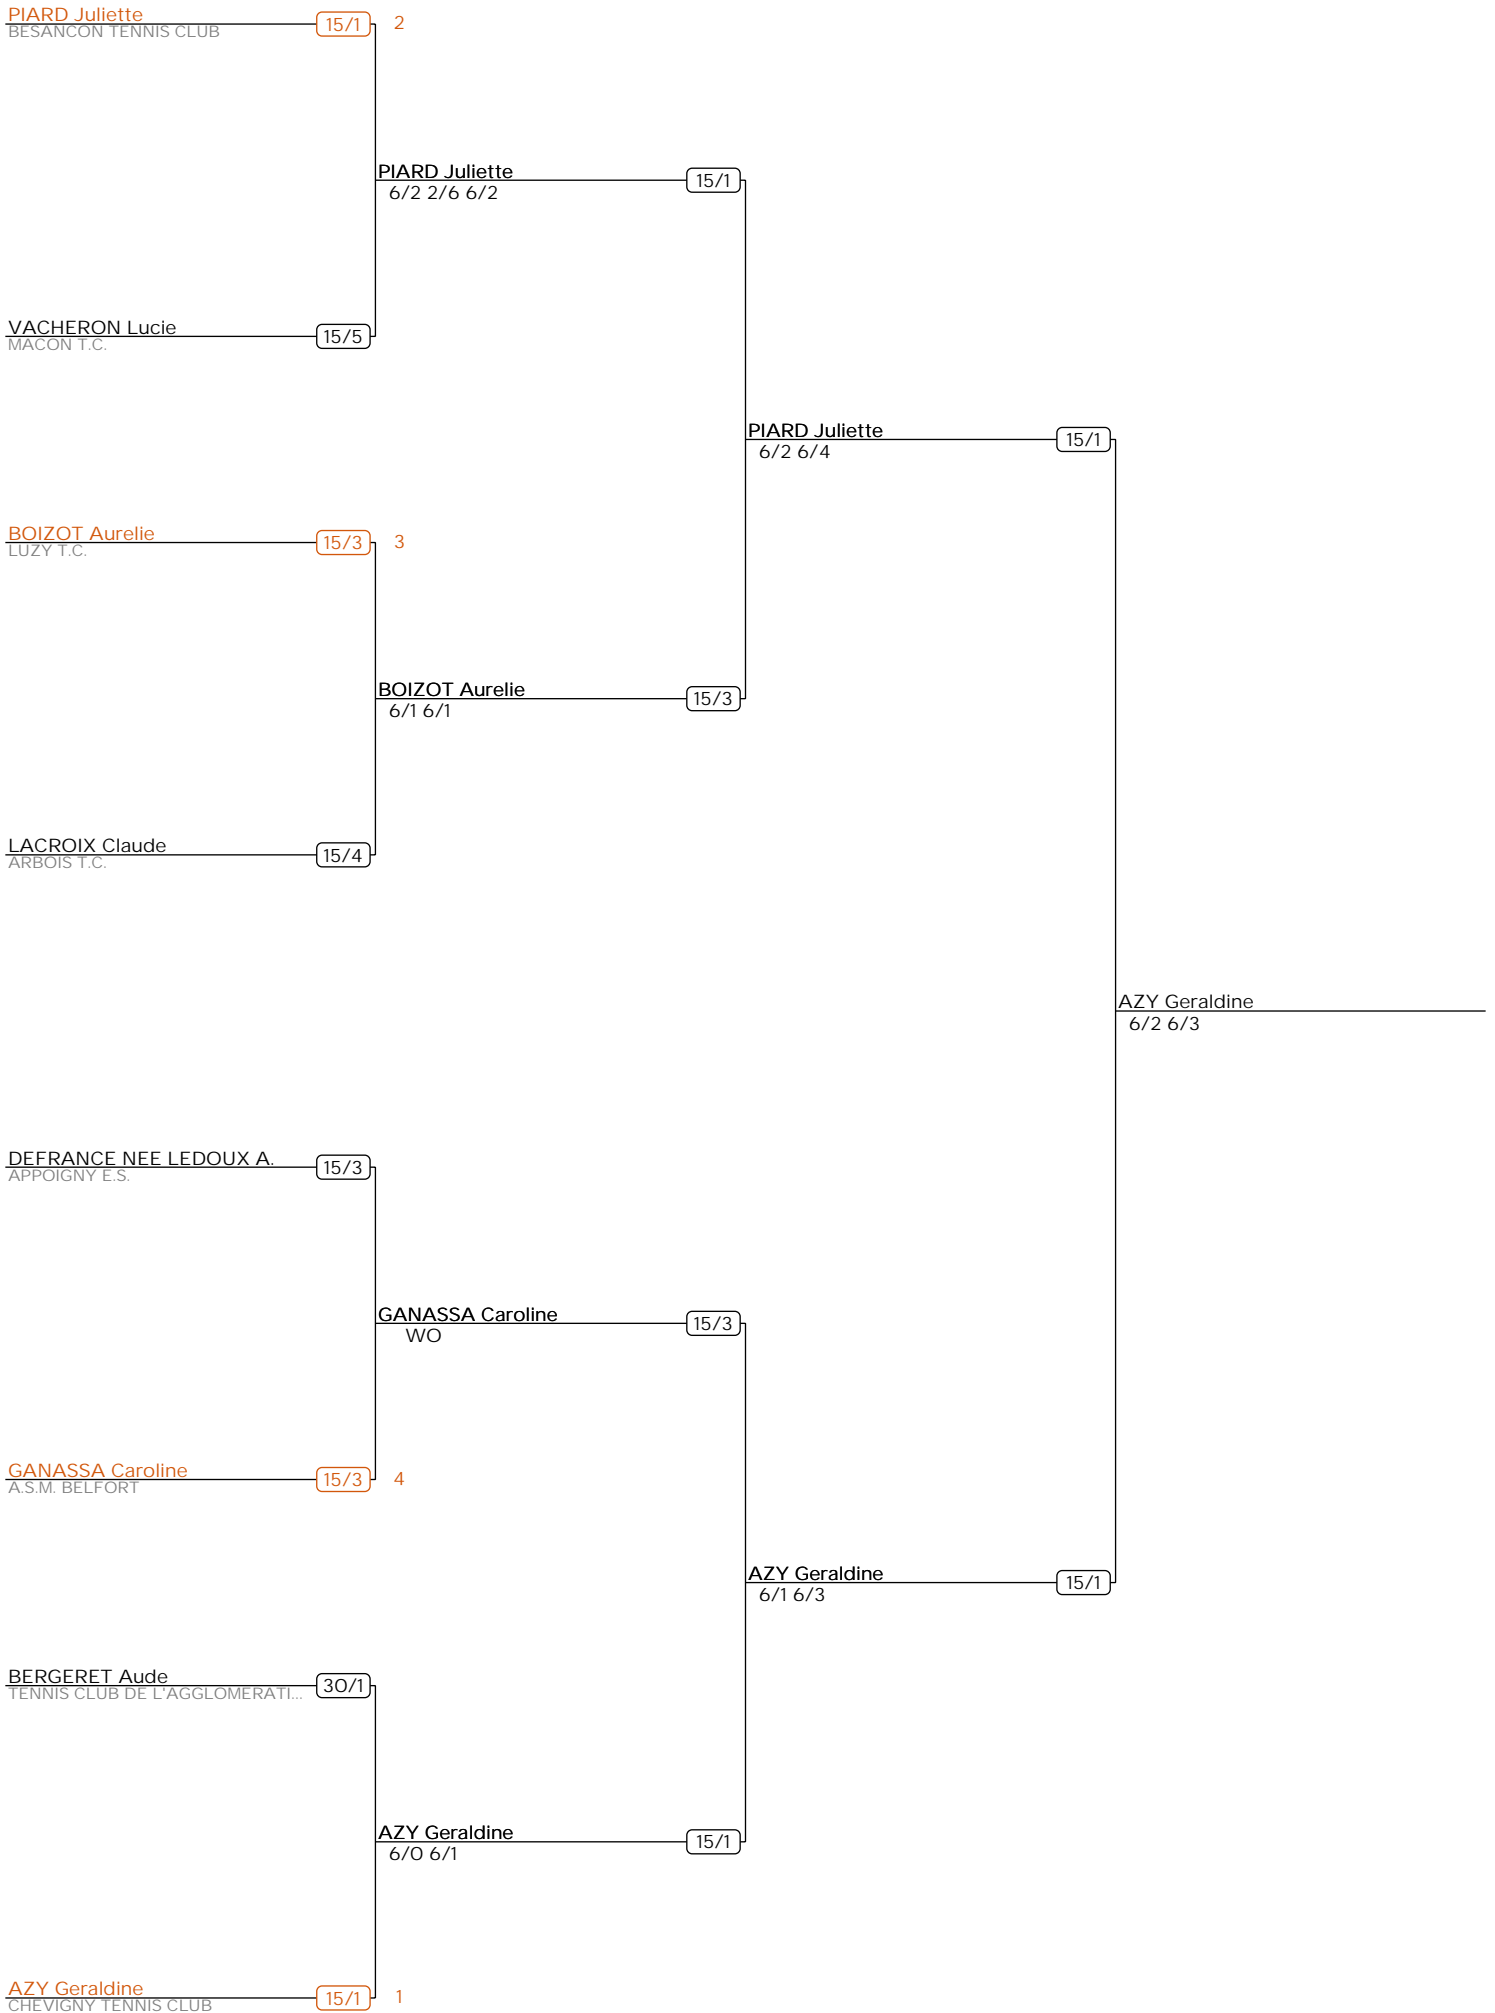 PIARD Juliette
BESANCON TENNIS CLUB
15/1
2
PIARD Juliette
6/2 2/6 6/2
15/1
VACHERON Lucie
MACON T.C.
15/5
PIARD Juliette
6/2 6/4
15/1
BOIZOT Aurelie
LUZY T.C.
15/3
3
BOIZOT Aurelie
6/1 6/1
15/3
LACROIX Claude
ARBOIS T.C.
15/4
AZY Geraldine
6/2 6/3
DEFRANCE NEE LEDOUX A.
APPOIGNY E.S.
15/3
GANASSA Caroline
WO
15/3
GANASSA Caroline
A.S.M. BELFORT
15/3
4
AZY Geraldine
6/1 6/3
15/1
BERGERET Aude
TENNIS CLUB DE L'AGGLOMERATI...
30/1
AZY Geraldine
6/0 6/1
15/1
AZY Geraldine
CHEVIGNY TENNIS CLUB
15/1
1